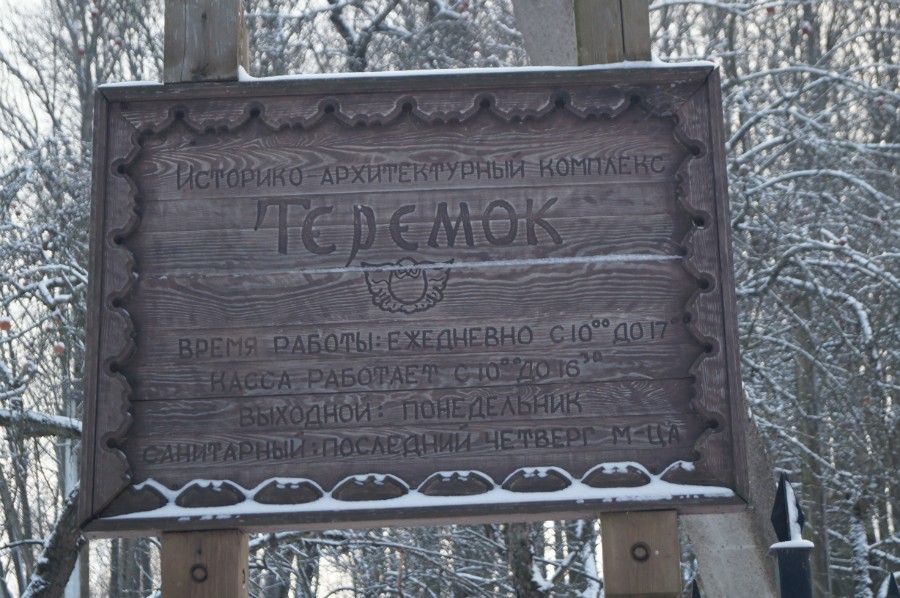 Историко-архитектурный комплекс
Теремок
Время работы: ежедневно с 10⁰⁰ до 17⁰⁰
касса работает с 10⁰⁰ до 16³⁰
выходной: понедельник
санитарный: последний четверг м-ца